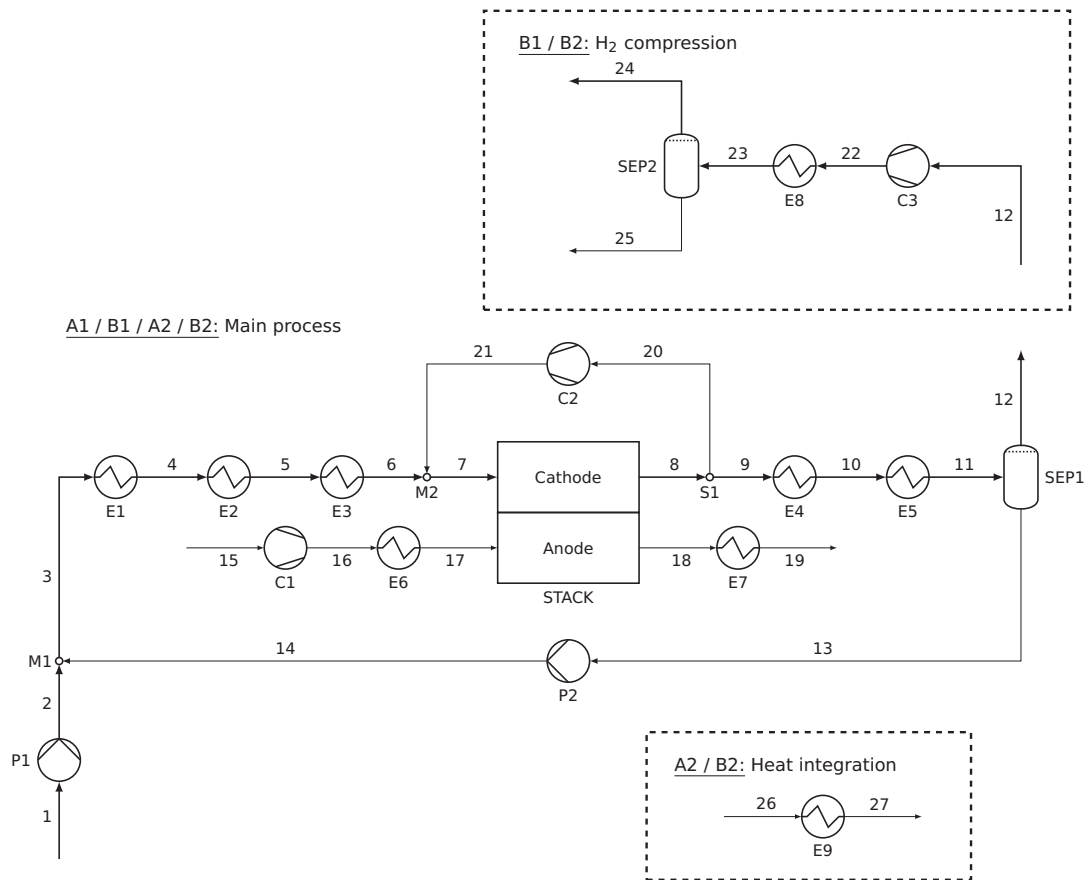 B1 / B2: H2 compression
24
SEP2
23
22
E8
C3
12
25
A1 / B1 / A2 / B2: Main process
21
20
C2
12
4
5
6
7
Cathode
8
9
10
11
SEP1
E1
E2
E3
M2
S1
E4
E5
15
16
17
Anode
18
19
C1
E6
E7
STACK
3
M1
14
13
P2
2
P1
1
A2 / B2: Heat integration
26
27
E9